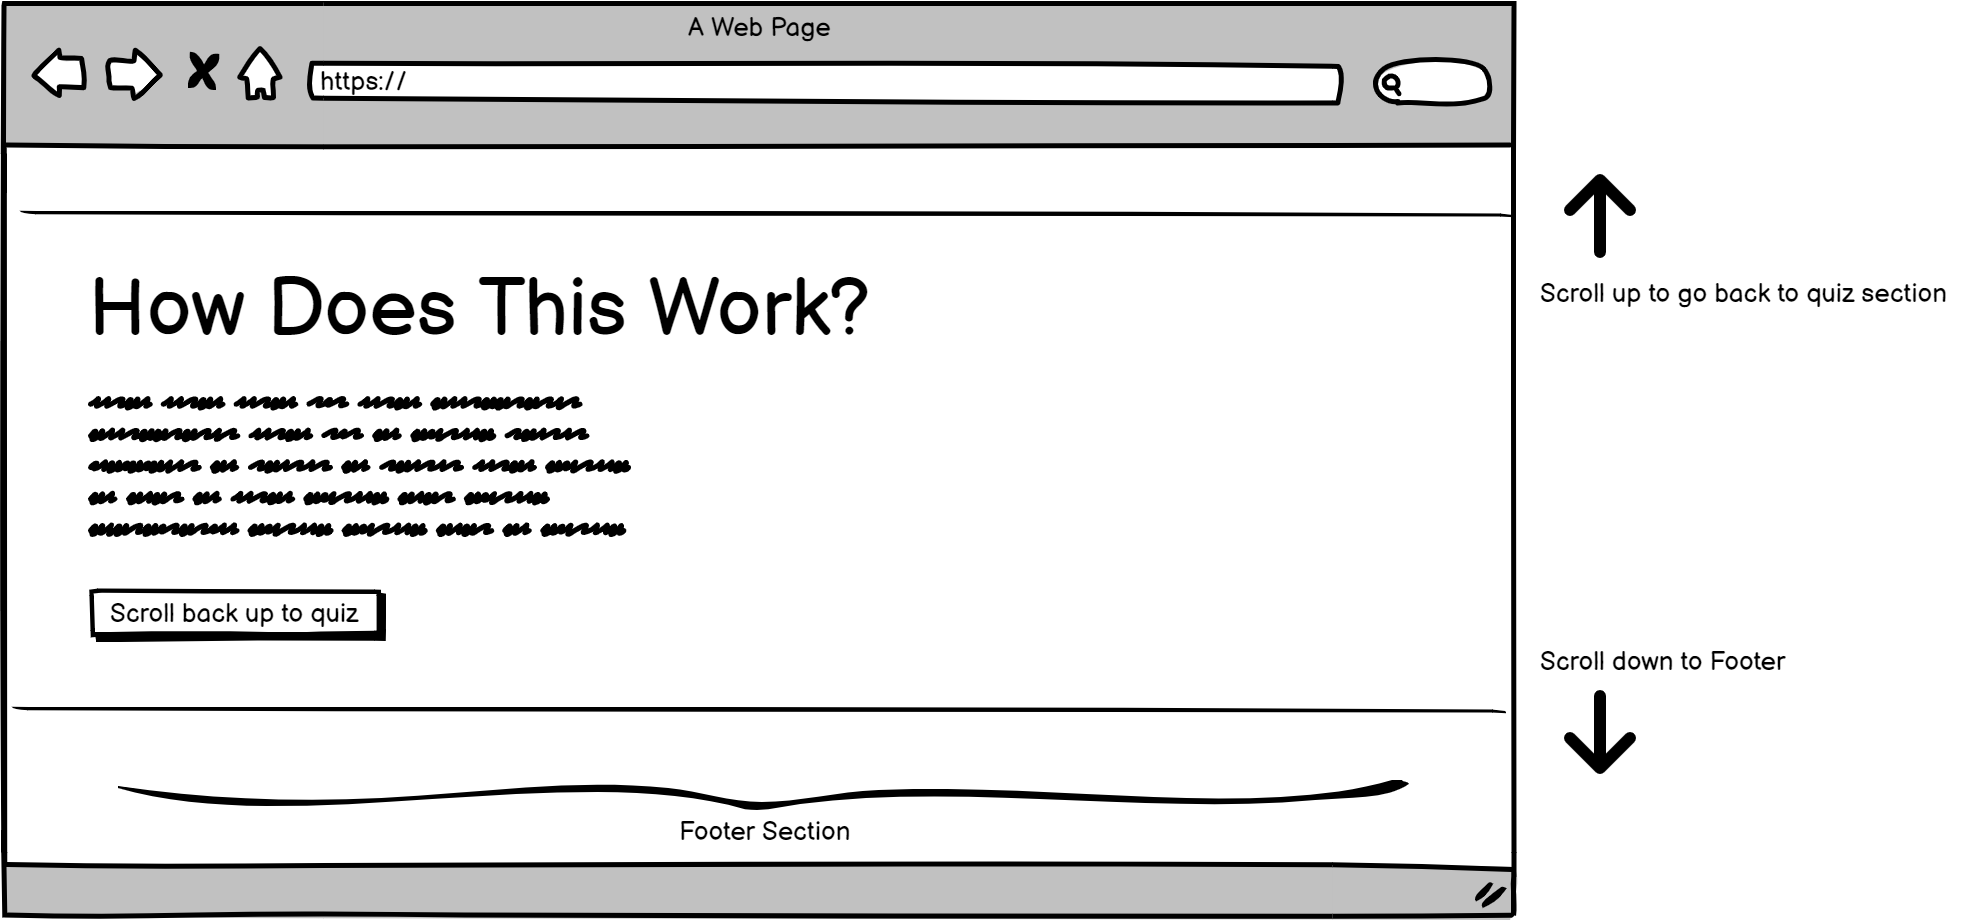 A Web Page
https://
How Does This Work?
Scroll back up to quiz
Footer Section
Scroll up to go back to quiz section
Scroll down to Footer